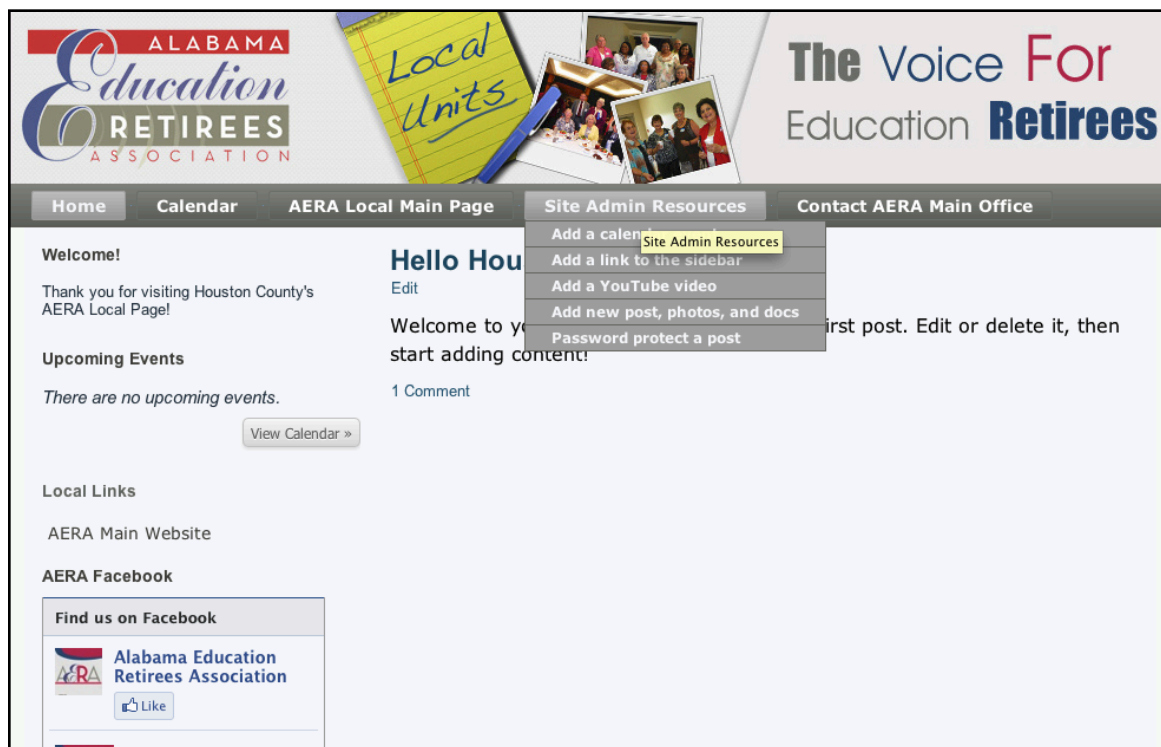 ALABAMA
Education
RETIREES
ASSOCIATION
Local
Units
The Voice For
Education Retirees
Home
Calendar
AERA Local Main Page
Site Admin Resources
Contact AERA Main Office
Add a calen
Site Admin Resources
Add a link to the sidebar
Add a YouTube video
Add new post, photos, and docs
Password protect a post
Welcome!
Thank you for visiting Houston County's
AERA Local Page!
Upcoming Events
There are no upcoming events.
View Calendar »
Local Links
AERA Main Website
AERA Facebook
Find us on Facebook
AERA
Alabama Education
Retirees Association
Like
Hello Hou
Edit
Welcome to y irst post. Edit or delete it, then
start adding content!
1 Comment